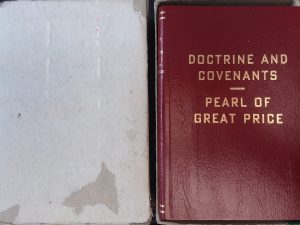 DOCTRINE AND
COVENANTS
PEARL OF
GREAT PRICE